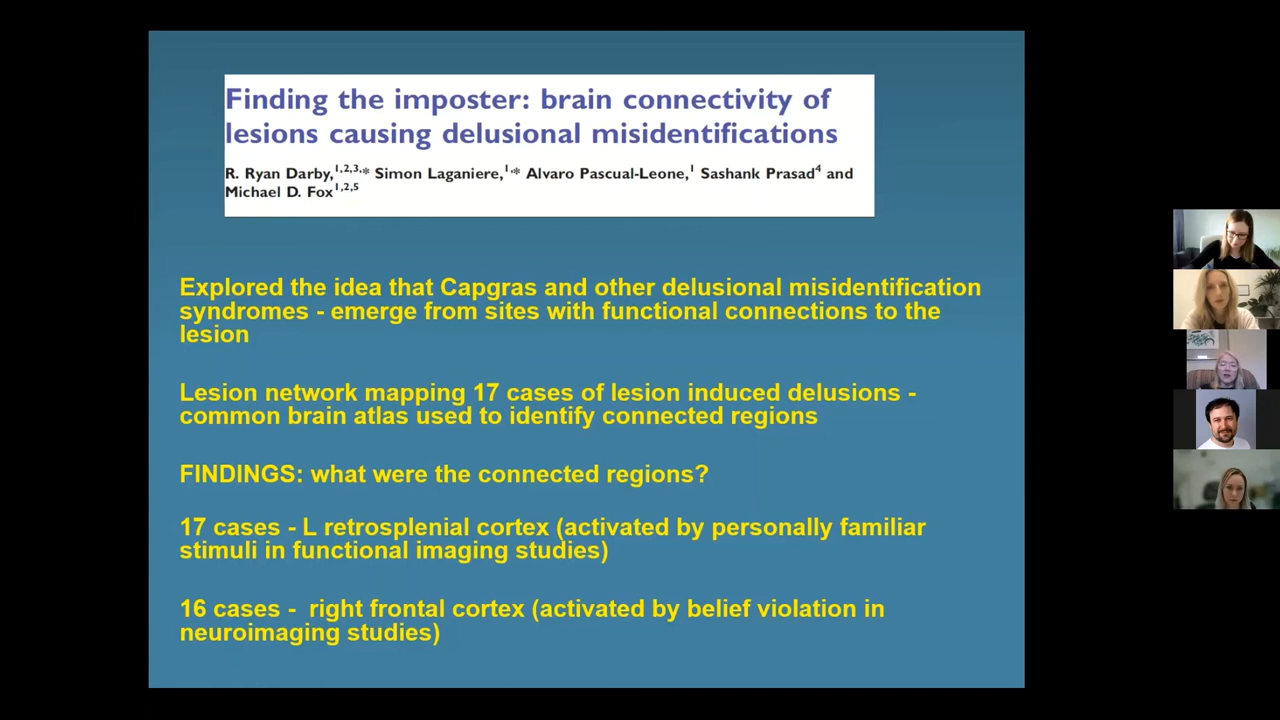 Finding the imposter: brain connectivity of
lesions causing delusional misidentifications
R. Ryan Darby,1,2,3,* Simon Laganiere,1,* Alvaro Pascual-Leone,1 Sashank Prasad4 and
Michael D. Fox1,2,5
Explored the idea that Capgras and other delusional misidentification
syndromes - emerge from sites with functional connections to the
lesion
Lesion network mapping 17 cases of lesion induced delusions -
common brain atlas used to identify connected regions
FINDINGS: what were the connected regions?
17 cases - L retrosplenial cortex (activated by personally familiar
stimuli in functional imaging studies)
16 cases -  right frontal cortex (activated by belief violation in
neuroimaging studies)